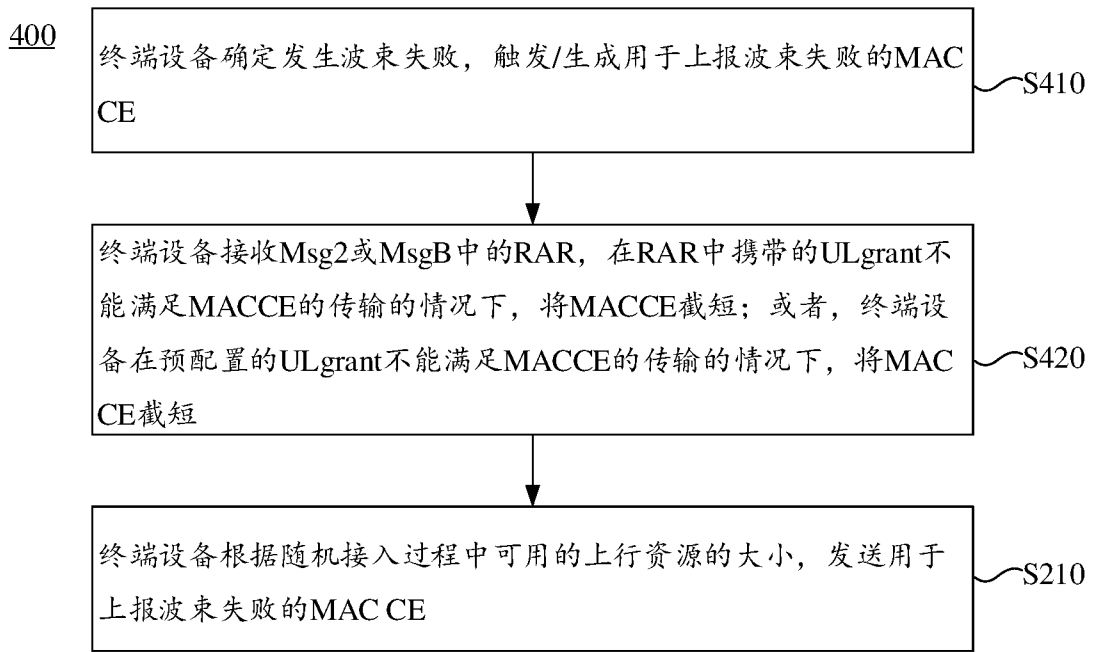 400
终端设备确定发生波束失败，触发/生成用于上报波束失败的MAC
CE
S410
终端设备接收Msg2或MsgB中的RAR，在RAR中携带的ULgrant不
能满足MACCE的传输的情况下，将MACCE截短；或者，终端设
备在预配置的ULgrant不能满足MACCE的传输的情况下，将MAC
CE截短
S420
终端设备根据随机接入过程中可用的上行资源的大小，发送用于
上报波束失败的MAC CE
S210